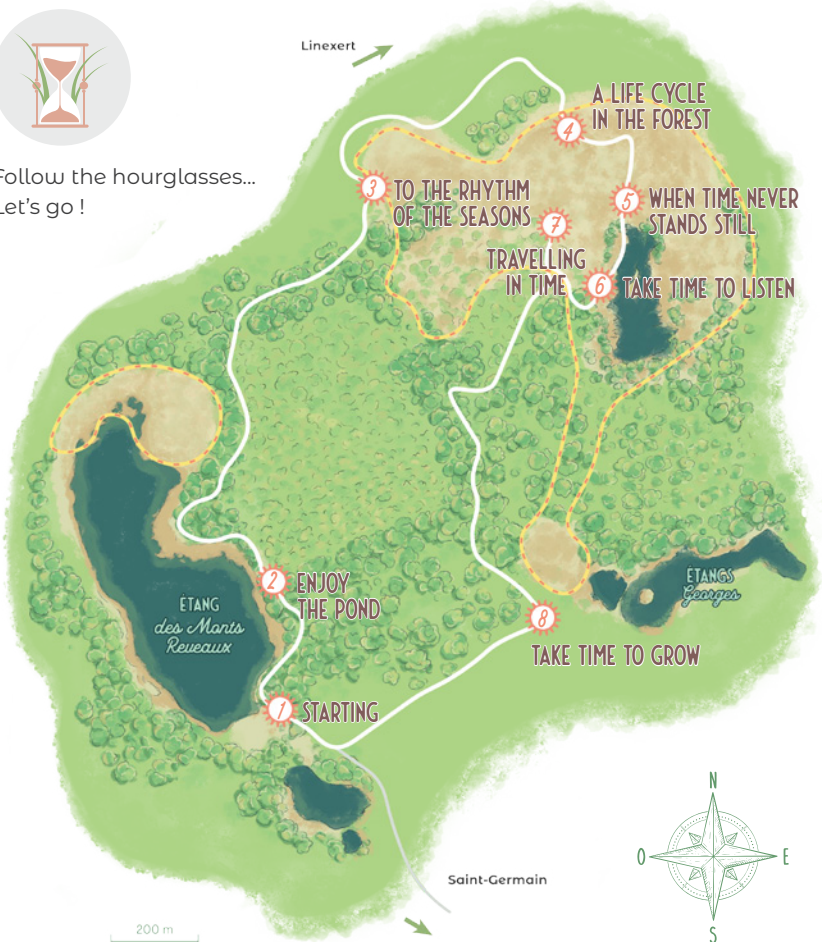 Linexert
Follow the hourglasses...
Let's go !
A LIFE CYCLE
IN THE FOREST
4
3
TO THE RHYTHM
OF THE SEASONS
5
WHEN TIME NEVER
STANDS STILL
7
TRAVELLING
IN TIME
6
TAKE TIME TO LISTEN
2
ENJOY
THE POND
ÉTANG
des Monts
Reveaux
ÉTANGS
Georges
8
TAKE TIME TO GROW
1
STARTING
N
O
E
S
Saint-Germain
200 m